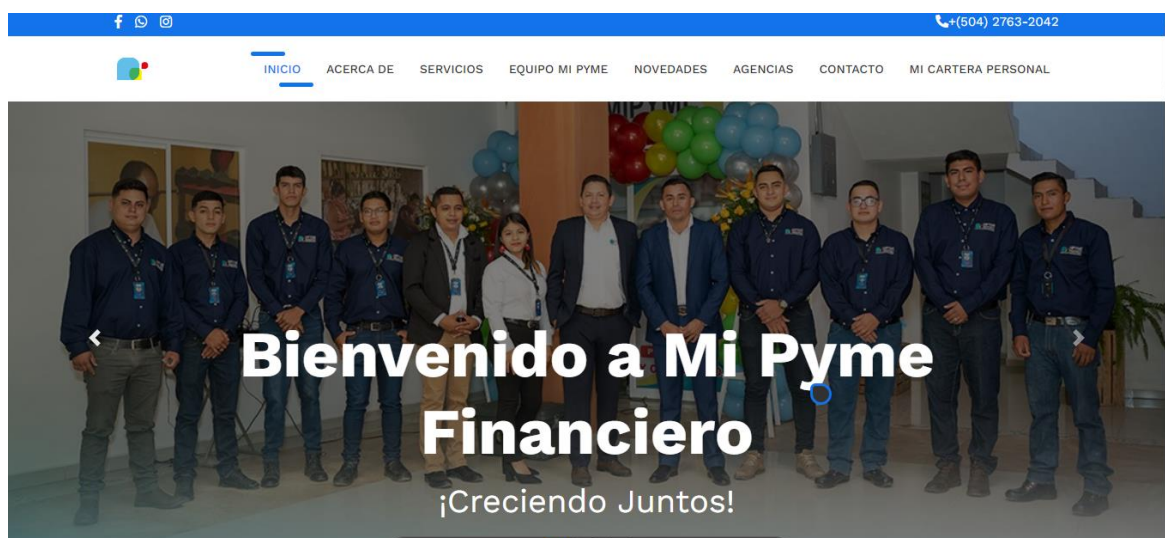 +(504) 2763-2042
INICIO ACERCA DE SERVICIOS EQUIPO MI PYME NOVEDADES AGENCIAS CONTACTO MI CARTERA PERSONAL
MIPYME
Bienvenido a Mi Pyme
Financiero
¡Creciendo Juntos!